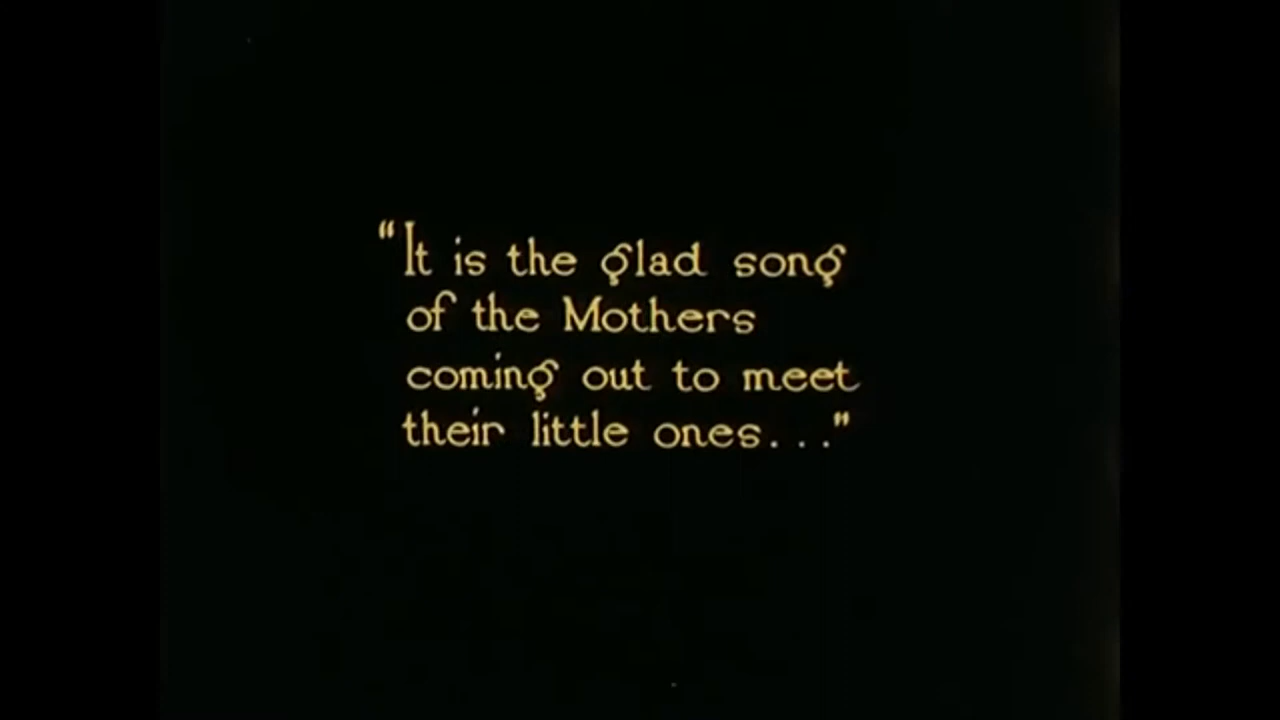 “It is the glad song
of the Mothers
coming out to meet
their little ones..."